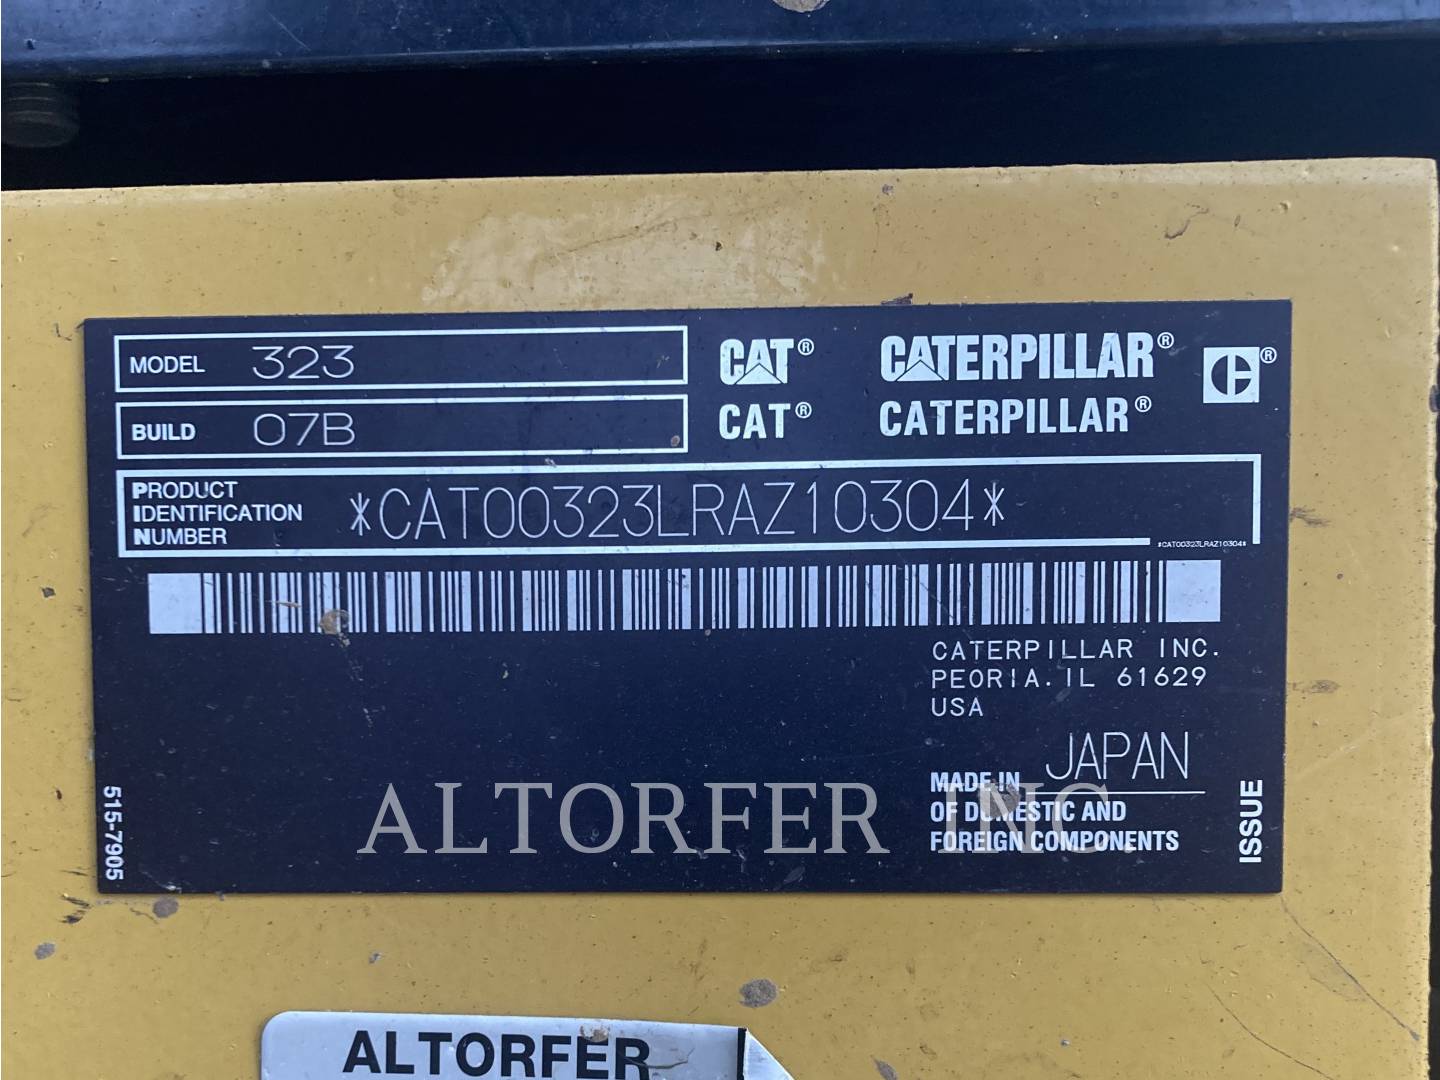 MODEL 323
BUILD 07B
CAT® CATERPILLAR® ®
CAT® CATERPILLAR®
PRODUCT
IDENTIFICATION
NUMBER
*CAT00323LRAZ10304*
*CAT00323LRAZ10304*
CATERPILLAR INC.
PEORIA. IL 61629
USA
MADE IN JAPAN
OF DOMESTIC AND
FOREIGN COMPONENTS
515-7905
ISSUE
ALTORFER INC.
ALTORFER